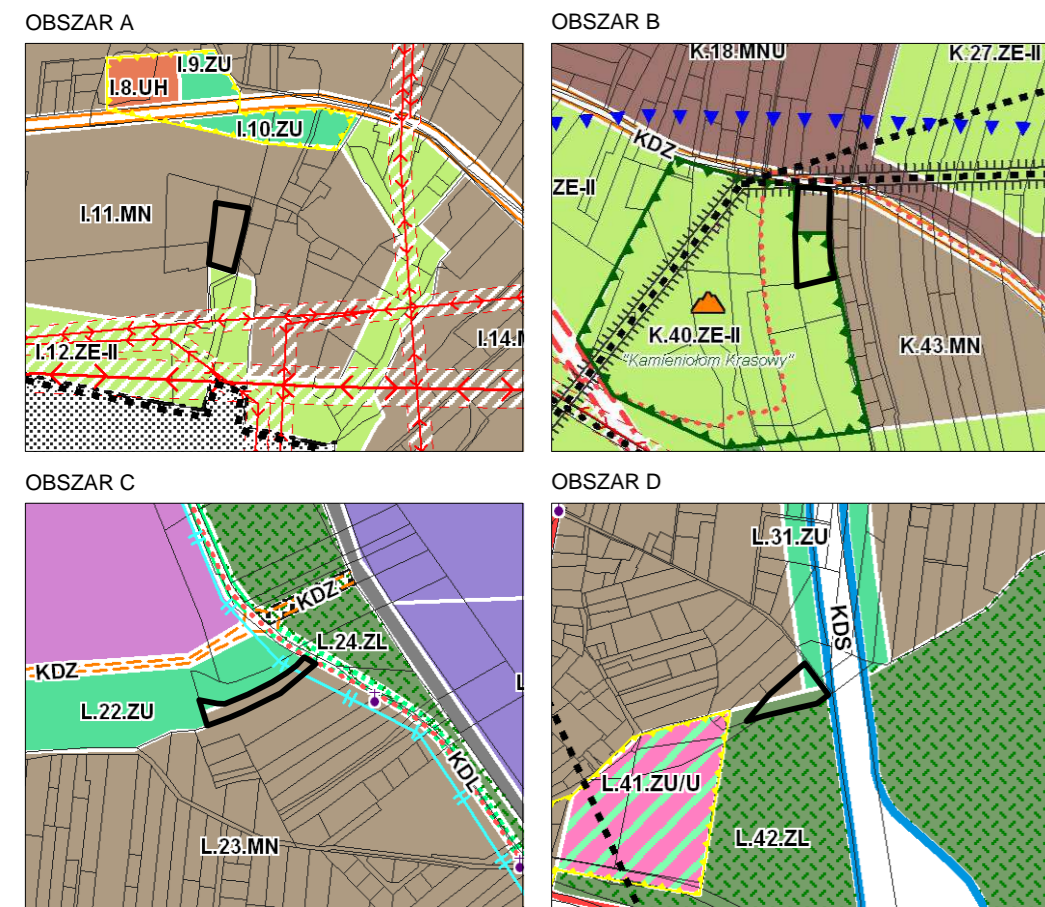 OBSZAR A
I.9.ZU
I.8.UH
I.10.ZU
I.11.MN
I.12.ZE-II
I.14.M
OBSZAR B
K.18.MNU
K.27.ZE-II
KDZ
ZE-II
K.40.ZE-II
"Kamieniołom Krasowy"
K.43.MN
OBSZAR C
KDZ
L.24.ZL
KDZ
L.22.ZU
KDL
L.23.MN
L
OBSZAR D
L.31.ZU
KDS
L.41.ZU/U
L.42.ZL